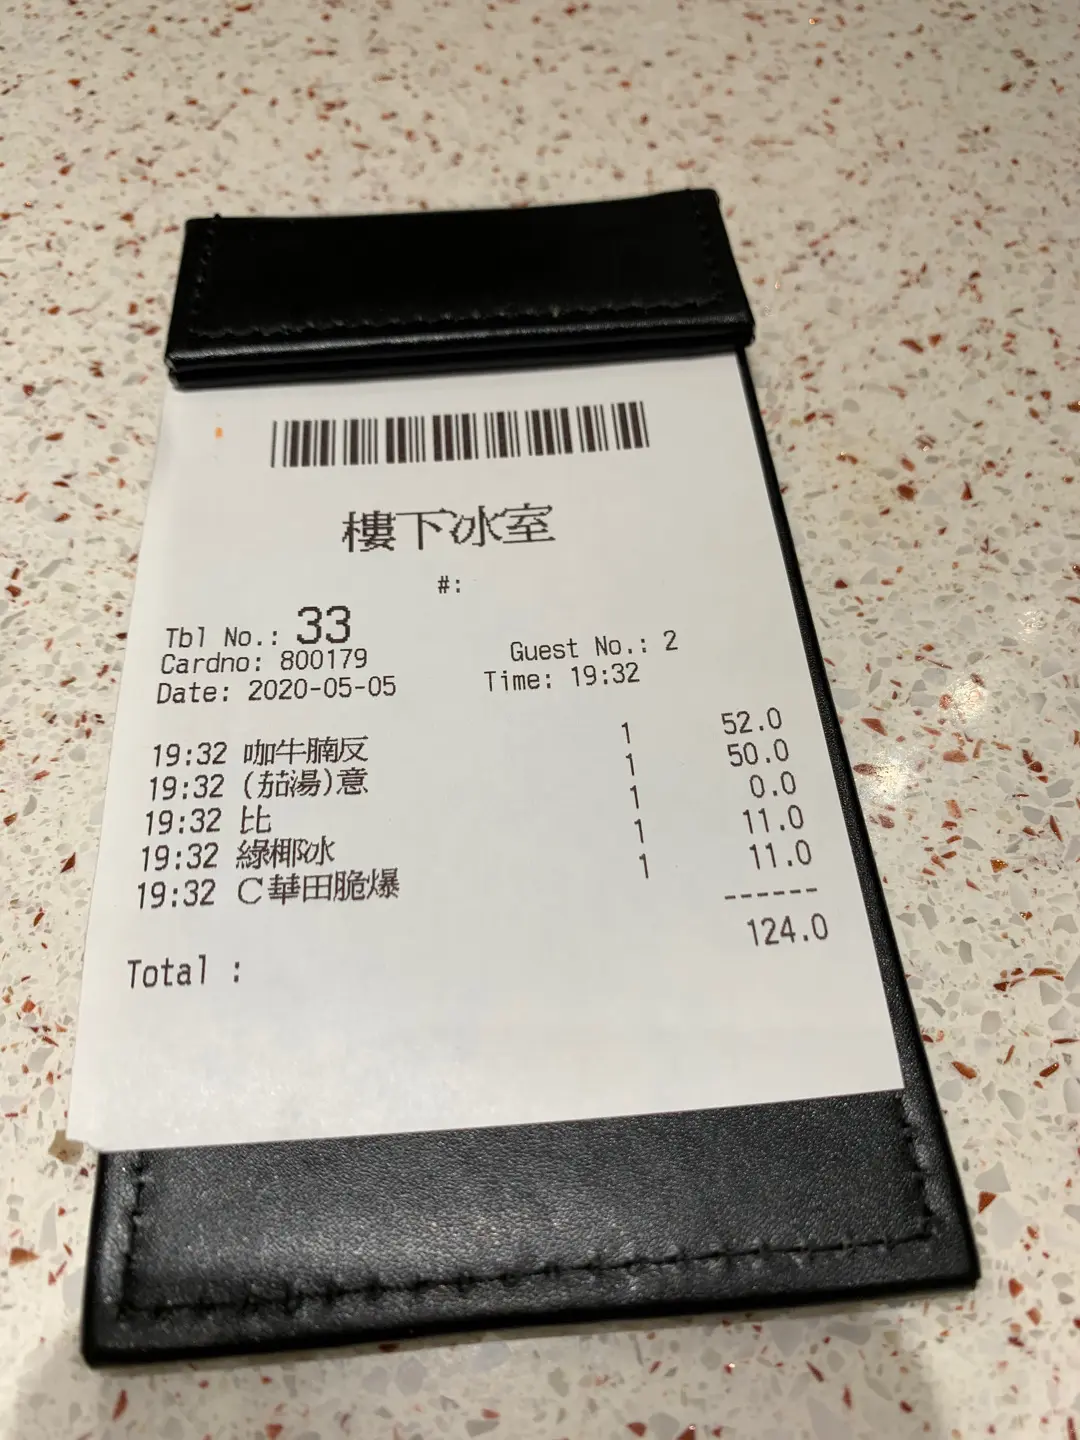 樓下冰室
#:
Tbl No.: 33 Guest No.: 2
Cardno: 800179 Time: 19:32
Date: 2020-05-05
19:32 咖牛腩反 1 52.0
19:32 (茄湯)意 1 50.0
19:32 比 1 0.0
19:32 綠椰冰 1 11.0
19:32 C華田脆爆 1 11.0
------
Total : 124.0